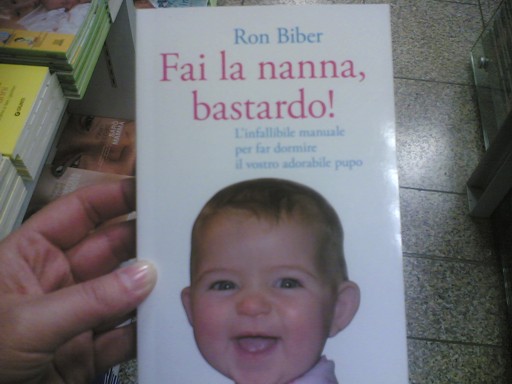 Ron Biber
Fai la nanna,
bastardo!
L'infallibile manuale
per far dormire
il vostro adorabile pupo